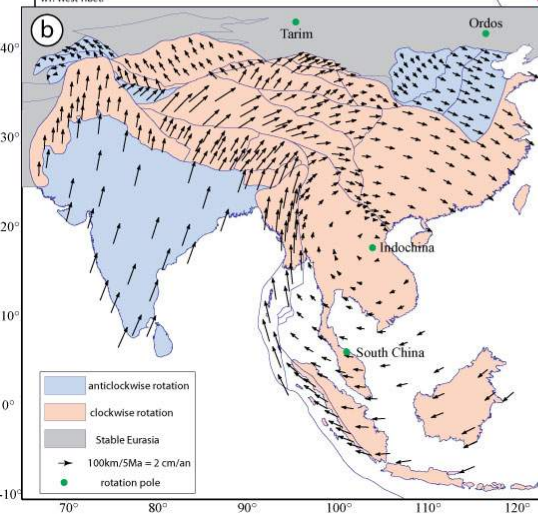 b
Tarim
Ordos
40°
30°
20°
Indochina
10°
South China
0°
-10°
anticlockwise rotation
clockwise rotation
Stable Eurasia
100km/5Ma = 2 cm/an
rotation pole
70°
80°
90°
100°
110°
120°